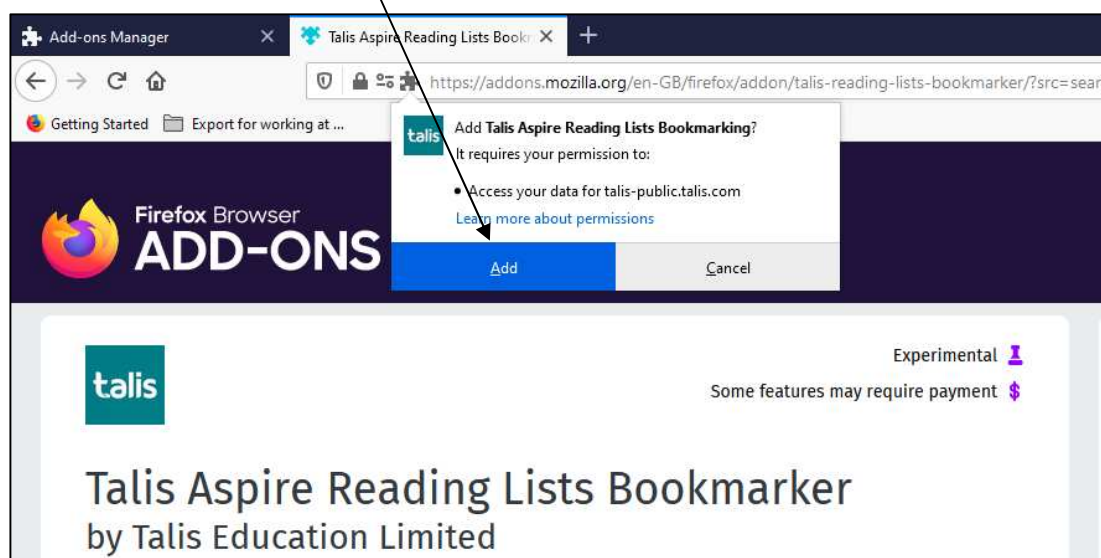 Add-ons Manager
Talis Aspire Reading Lists Bookr
https://addons.mozilla.org/en-GB/firefox/addon/talis-reading-lists-bookmarker/?src=sear
Getting Started
Export for working at ...
talis
Add Talis Aspire Reading Lists Bookmarking?
It requires your permission to:
• Access your data for talis-public.talis.com
Learn more about permissions
Add
Cancel
Firefox Browser
ADD-ONS
talis
Experimental
Some features may require payment $
Talis Aspire Reading Lists Bookmarker
by Talis Education Limited